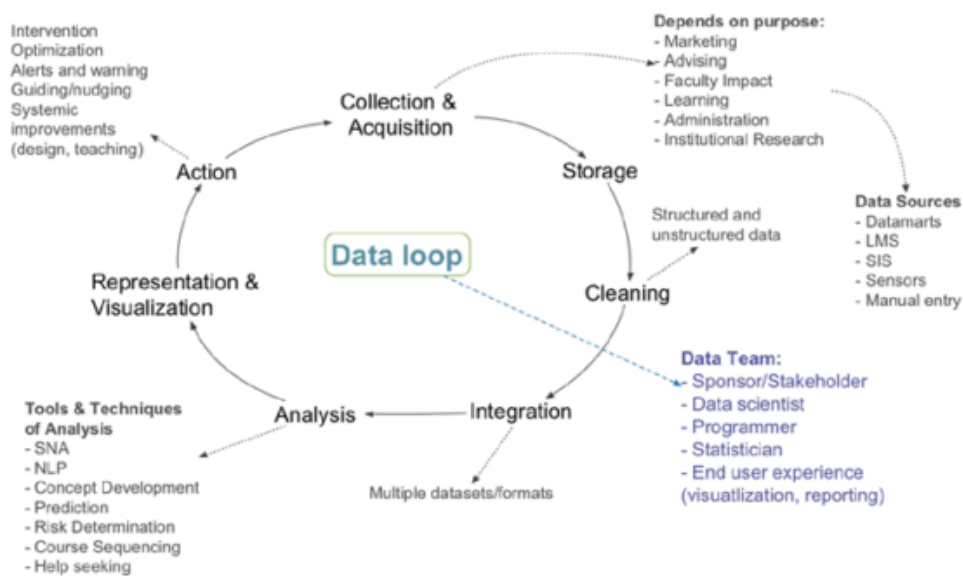 Intervention
Optimization
Alerts and warning
Guiding/nudging
Systemic
improvements
(design, teaching)
Collection &
Acquisition
Depends on purpose:
- Marketing
- Advising
- Faculty Impact
- Learning
- Administration
- Institutional Research
Action
Storage
Data Sources
- Datamarts
- LMS
- SIS
- Sensors
- Manual entry
Structured and
unstructured data
Data loop
Representation &
Visualization
Cleaning
Data Team:
- Sponsor/Stakeholder
- Data scientist
- Programmer
- Statistician
- End user experience
(visuatlization, reporting)
Tools & Techniques
of Analysis
- SNA
- NLP
- Concept Development
- Prediction
- Risk Determination
- Course Sequencing
- Help seeking
Analysis
Integration
Multiple datasets/formats